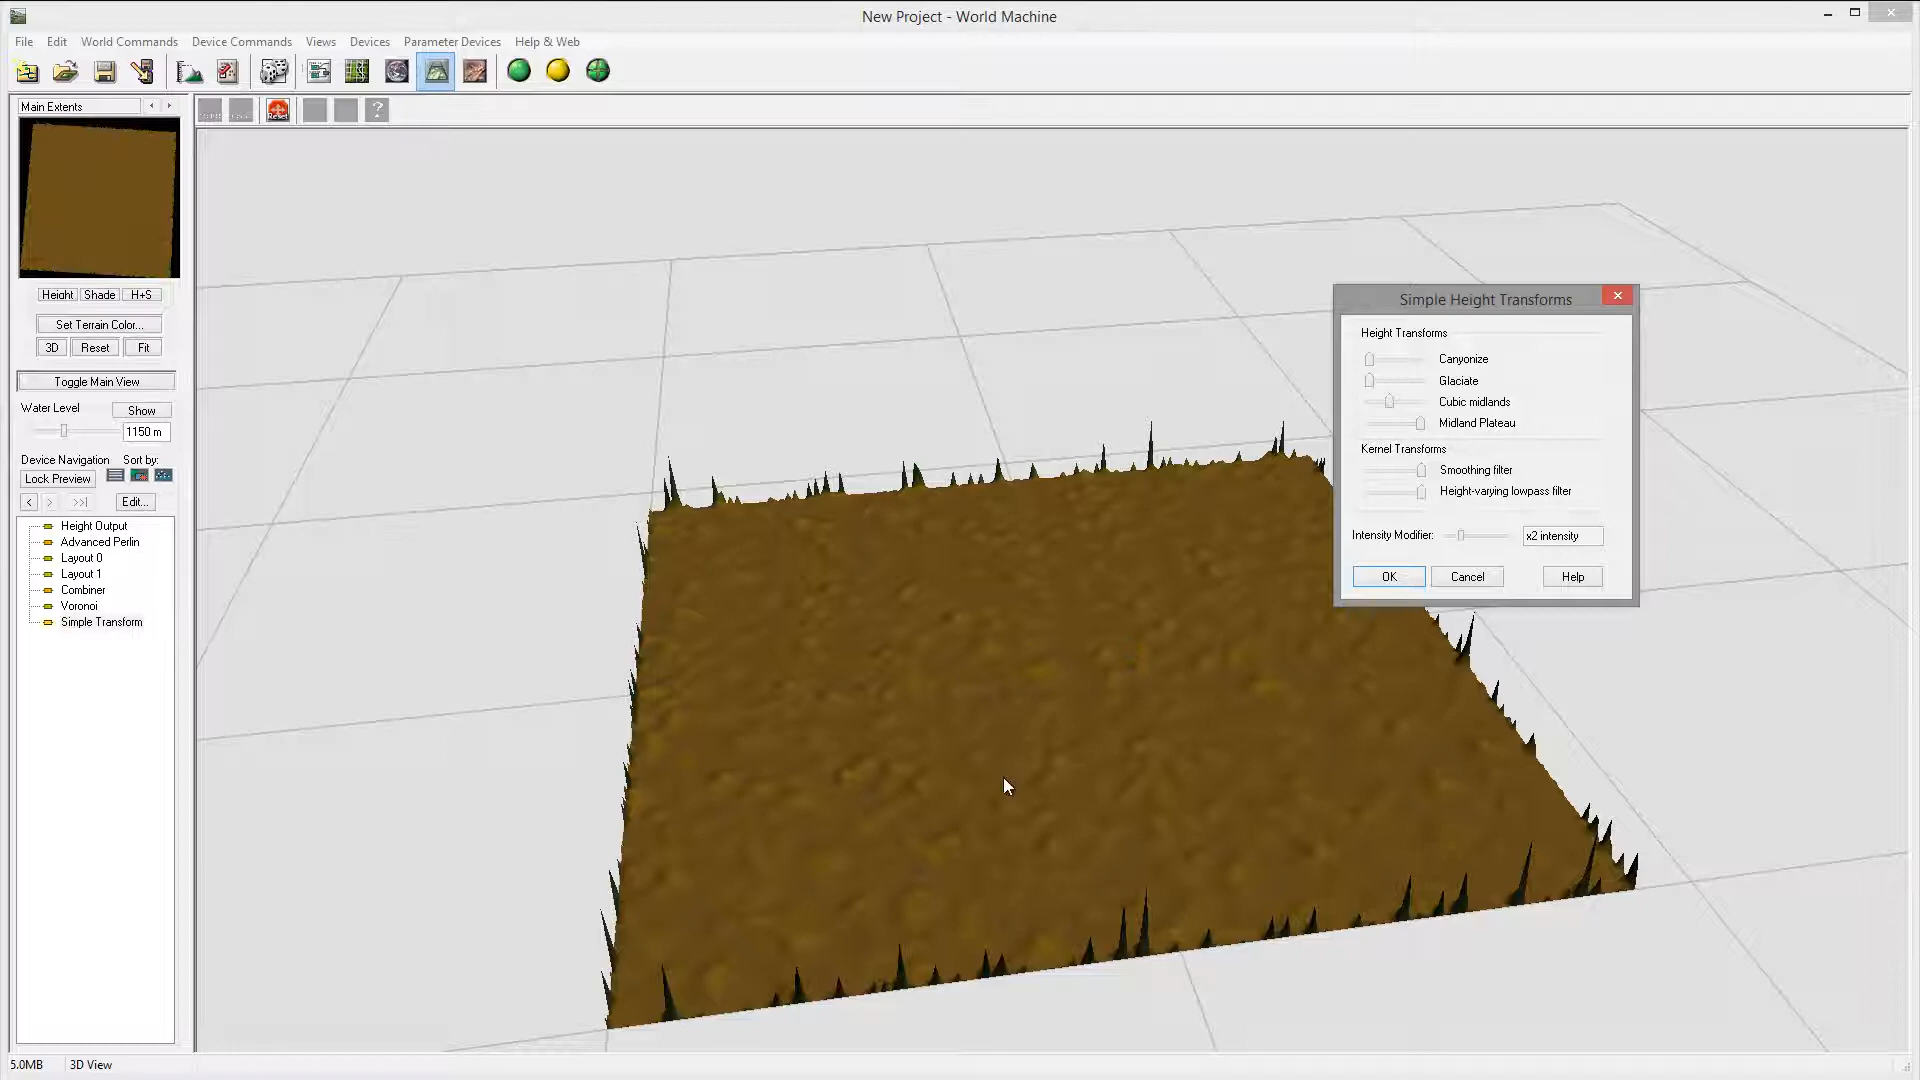 New Project - World Machine
File Edit World Commands Device Commands Views Devices Parameter Devices Help & Web
Main Extents
Reset
?
Height Shade H+S
Set Terrain Color...
3D Reset Fit
Toggle Main View
Water Level Show
1150 m
Device Navigation Sort by:
Lock Preview
< > >>| Edit...
Height Output
Advanced Perlin
Layout 0
Layout 1
Combiner
Voronoi
Simple Transform
Simple Height Transforms
Height Transforms
Canyonize
Glaciate
Cubic midlands
Midland Plateau
Kernel Transforms
Smoothing filter
Height-varying lowpass filter
Intensity Modifier: x2 intensity
OK Cancel Help
5.0MB 3D View